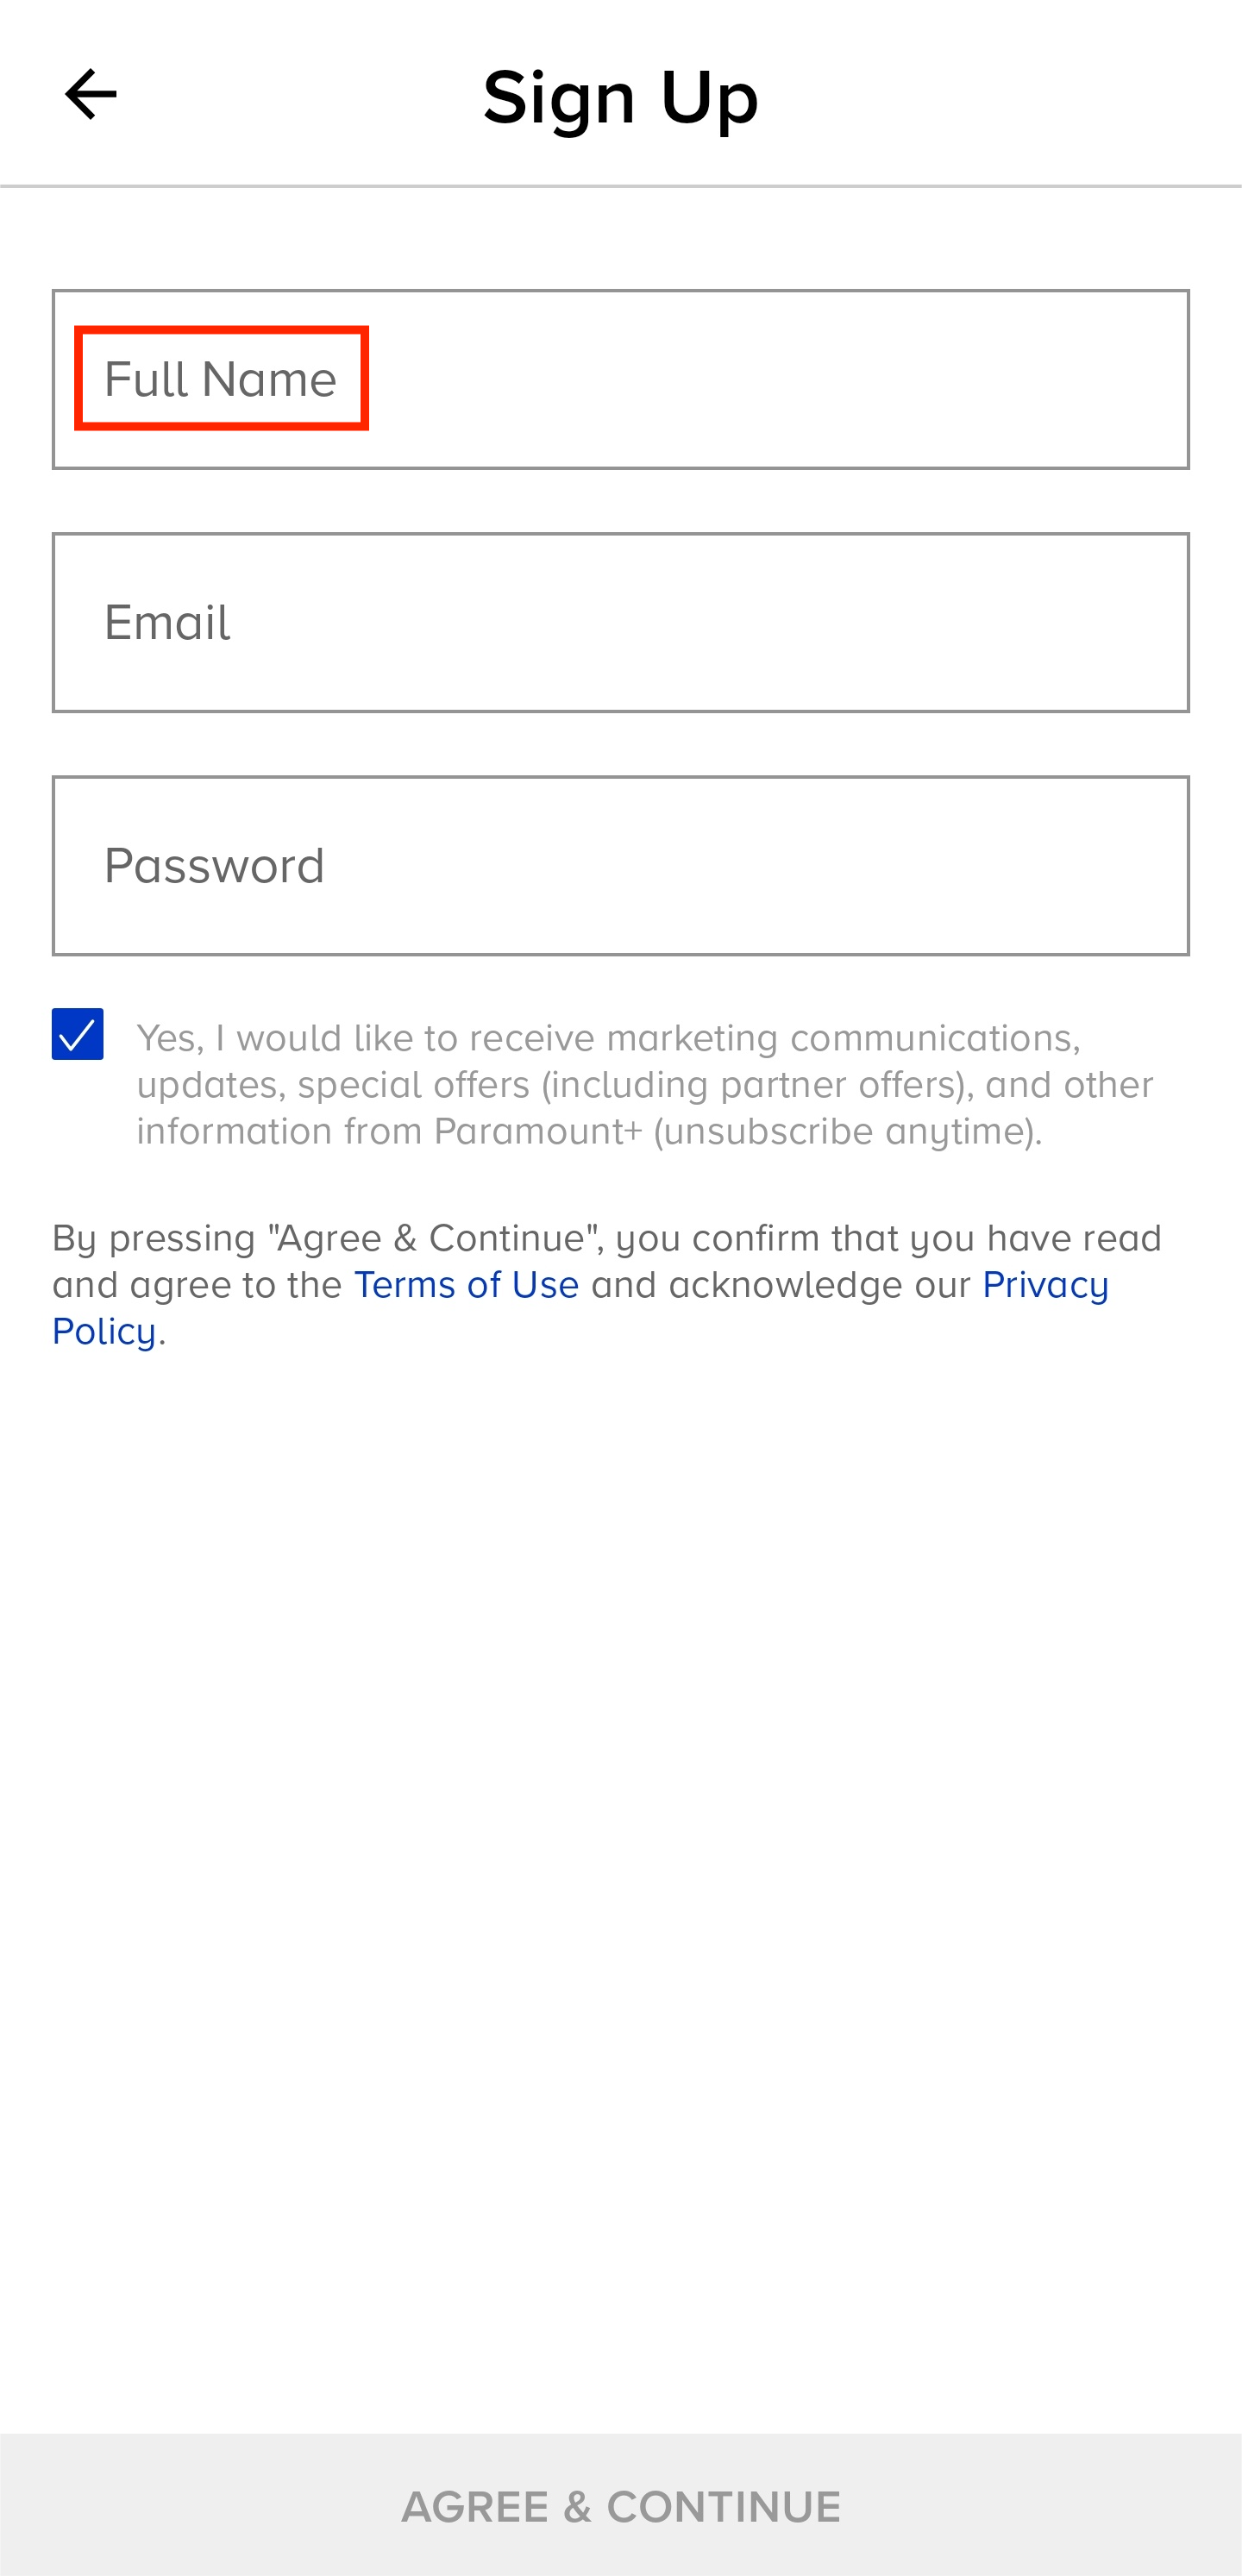 Sign Up
Full Name
Email
Password
Yes, I would like to receive marketing communications,
updates, special offers (including partner offers), and other
information from Paramount+ (unsubscribe anytime).
By pressing "Agree & Continue", you confirm that you have read
and agree to the Terms of Use and acknowledge our Privacy
Policy.
AGREE & CONTINUE